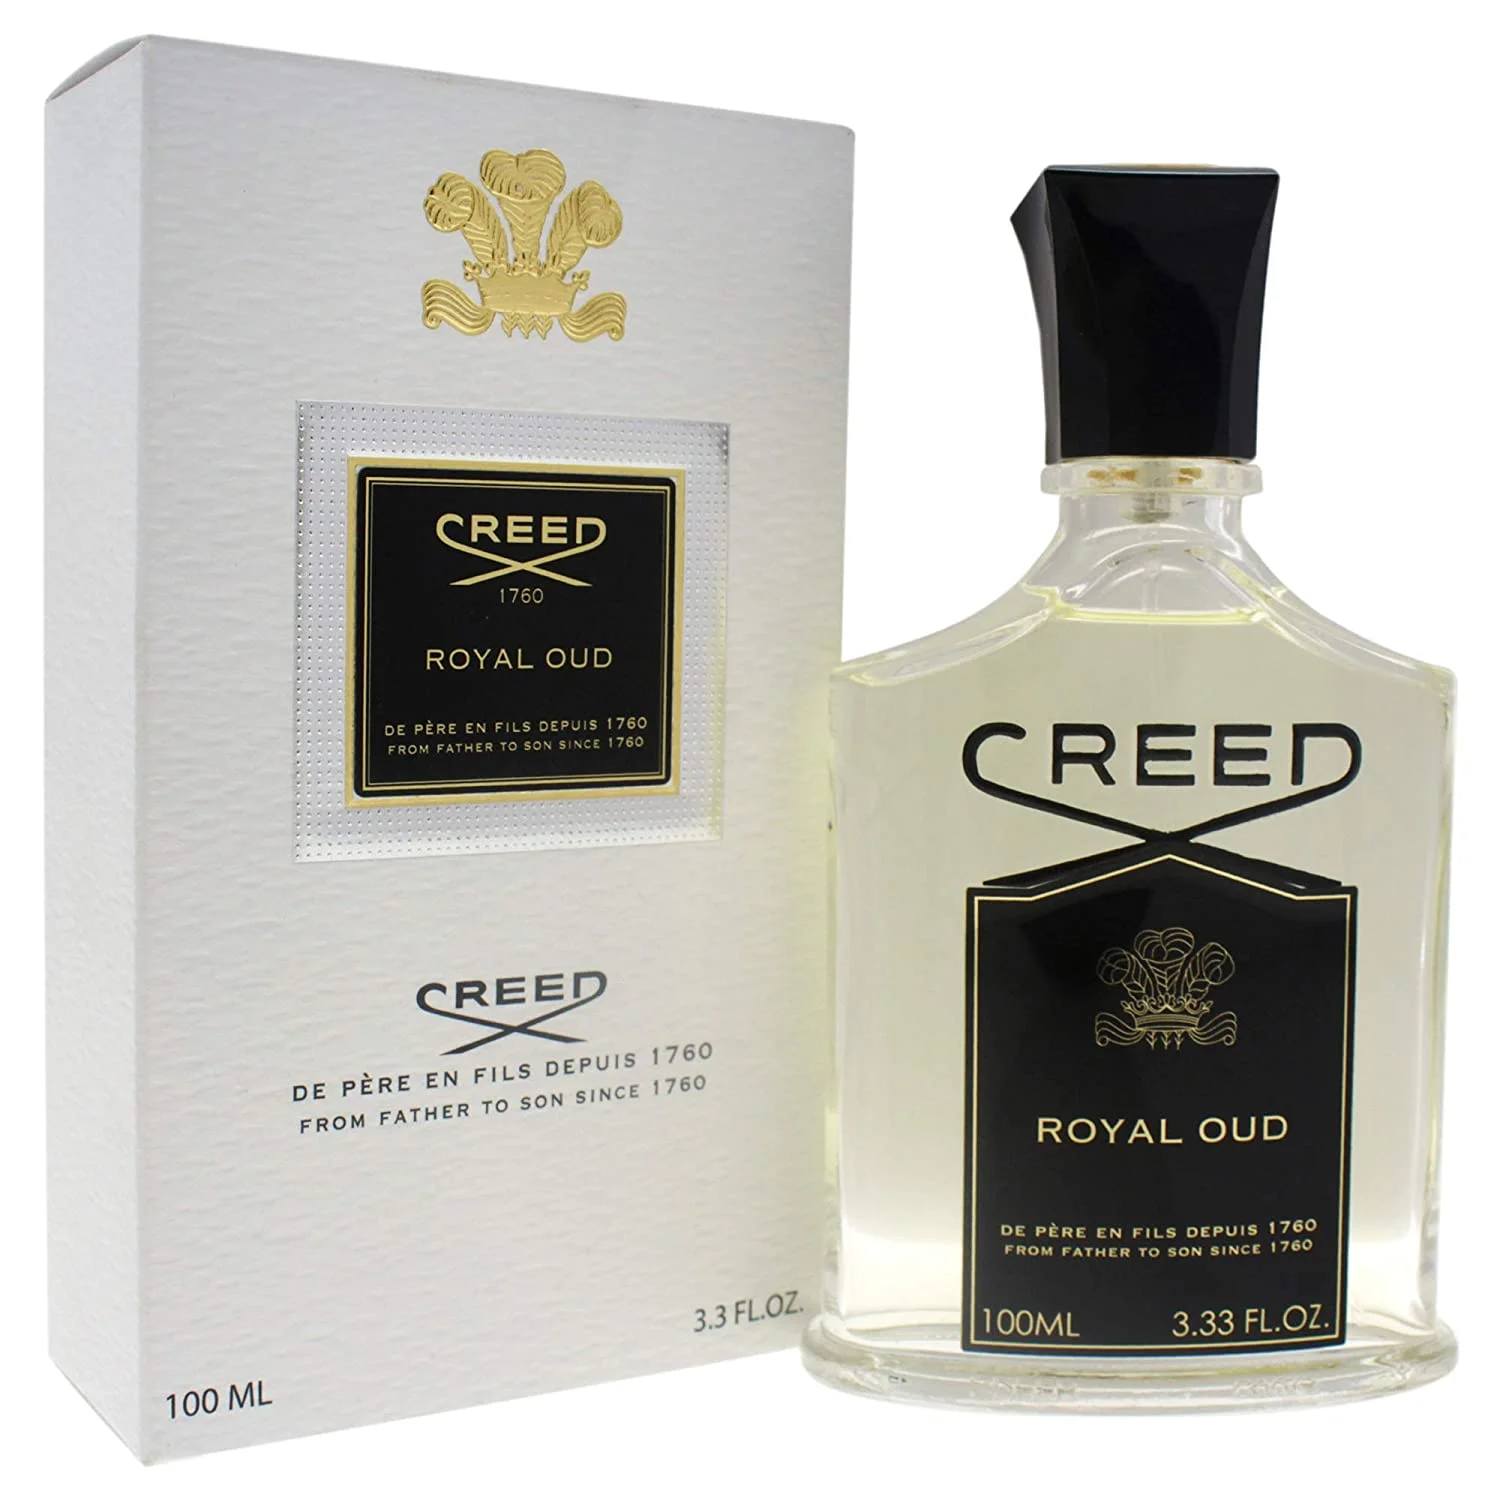 CREED
1760
ROYAL OUD
DE PÈRE EN FILS DEPUIS 1760
FROM FATHER TO SON SINCE 1760
CREED
DE PÈRE EN FILS DEPUIS 1760
FROM FATHER TO SON SINCE 1760
3.3 FL.OZ.
100 ML
CREED
ROYAL OUD
DE PÈRE EN FILS DEPUIS 1760
FROM FATHER TO SON SINCE 1760
100ML 3.33 FL.OZ.